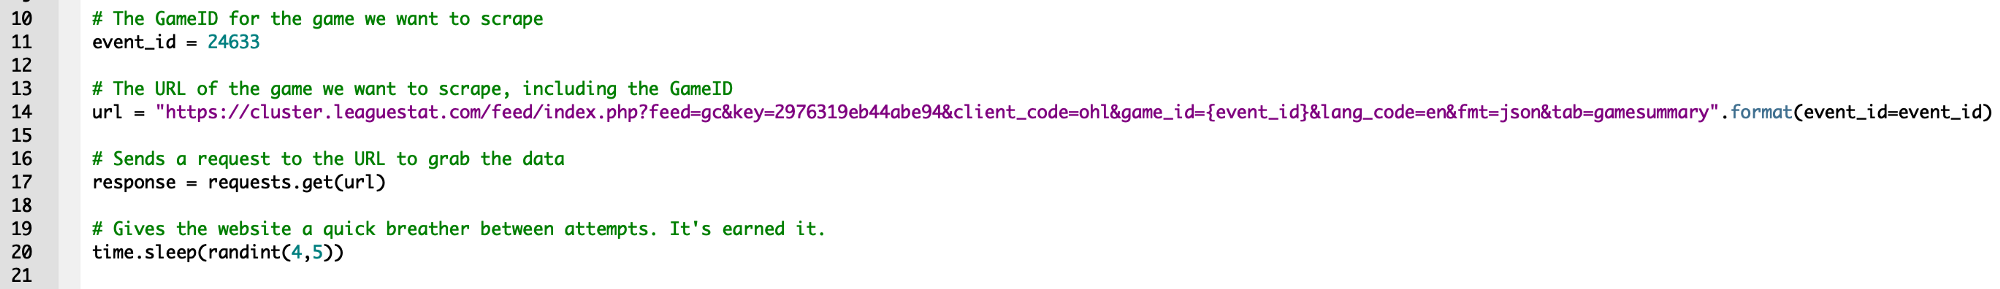 10 # The GameID for the game we want to scrape
11 event_id = 24633
12
13 # The URL of the game we want to scrape, including the GameID
14 url = "https://cluster.leaguestat.com/feed/index.php?feed=gc&key=2976319eb44abe94&client_code=ohl&game_id={event_id}&lang_code=en&fmt=json&tab=gamesummary".format(event_id=event_id)
15
16 # Sends a request to the URL to grab the data
17 response = requests.get(url)
18
19 # Gives the website a quick breather between attempts. It's earned it.
20 time.sleep(randint(4,5))
21